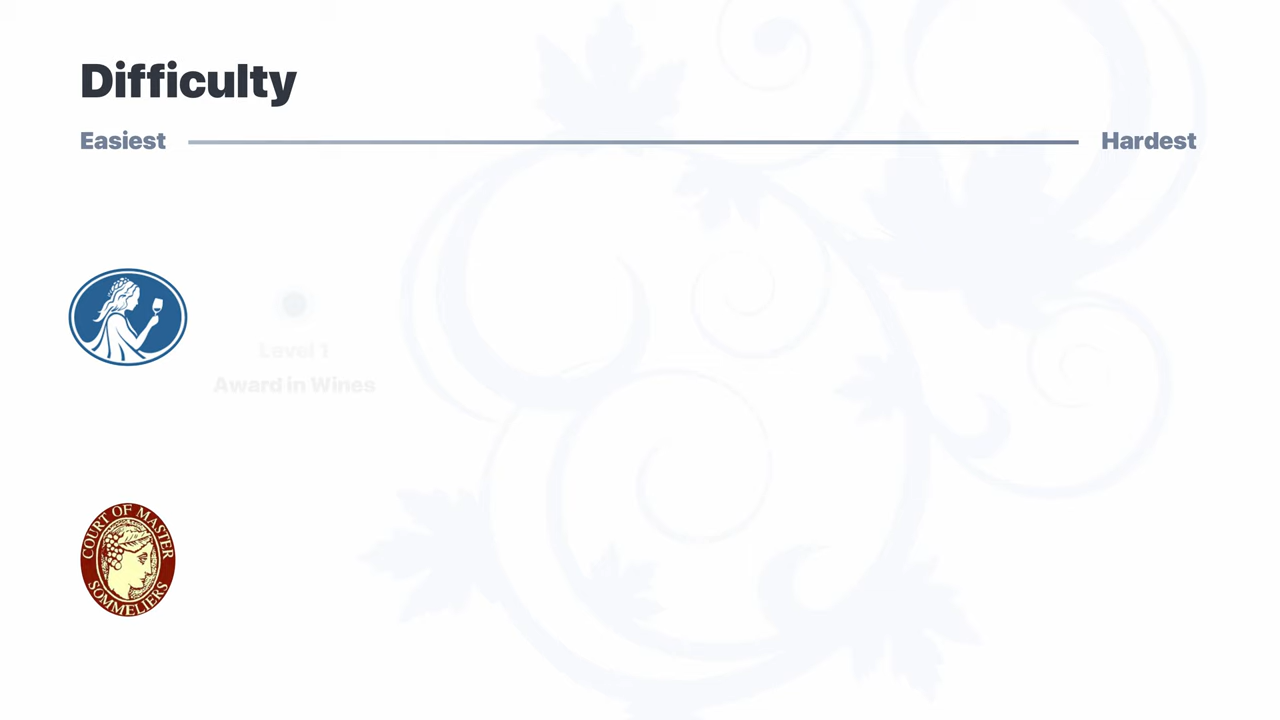 Difficulty
Easiest
Hardest
Level 1
Award in Wines
COURT OF MASTER
SOMMELIERS